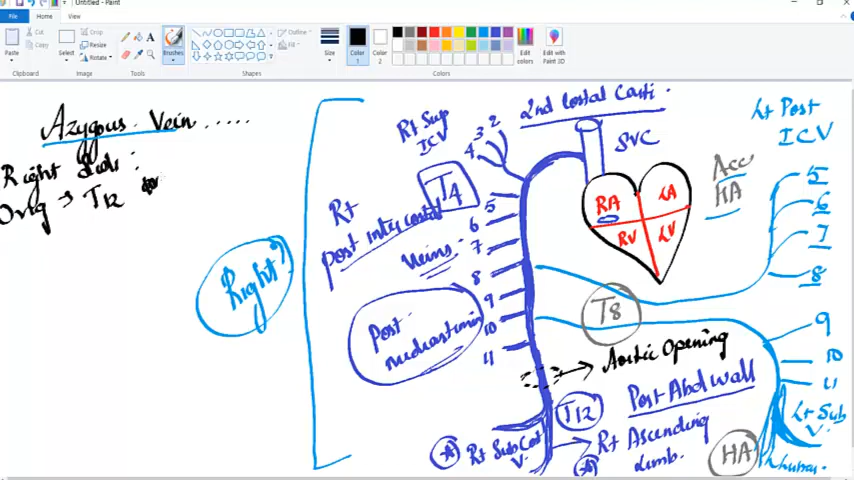 Untitled - Paint
File
Home
View
Paste
Cut
Copy
Clipboard
Select
Crop
Resize
Rotate
Image
Tools
Brushes
Shapes
Outline
Fill
Size
Color 1
Color 2
Colors
Edit colors
Edit with Paint 3D
Azygous Vein .....
Right side :
Orig → T12
Right
Rt Sup ICV
4 3 2
2nd Costal Carti.
SVC
Lt Post ICV
T4
RA
LA
RV
LV
Acc HA
Rt
post intercostal
Veins
5
6
7
8
9
10
11
5
6
7
8
Post
mediastinum
T8
9
10
11
Aortic Opening
Post Abd wall
T12
Rt SubCost V.
Rt Ascending
Lumb.
HA
Lt Sub V.